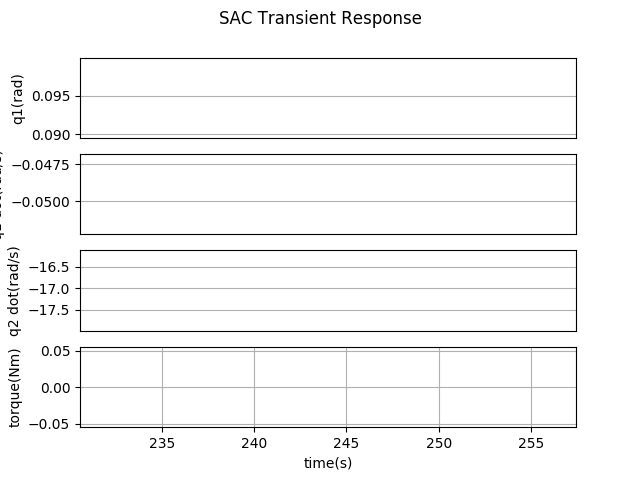 SAC Transient Response
q1(rad)
0.095
0.090
−0.0475
−0.0500
q2 dot(rad/s)
−16.5
−17.0
−17.5
torque(Nm)
0.05
0.00
−0.05
235 240 245 250 255
time(s)